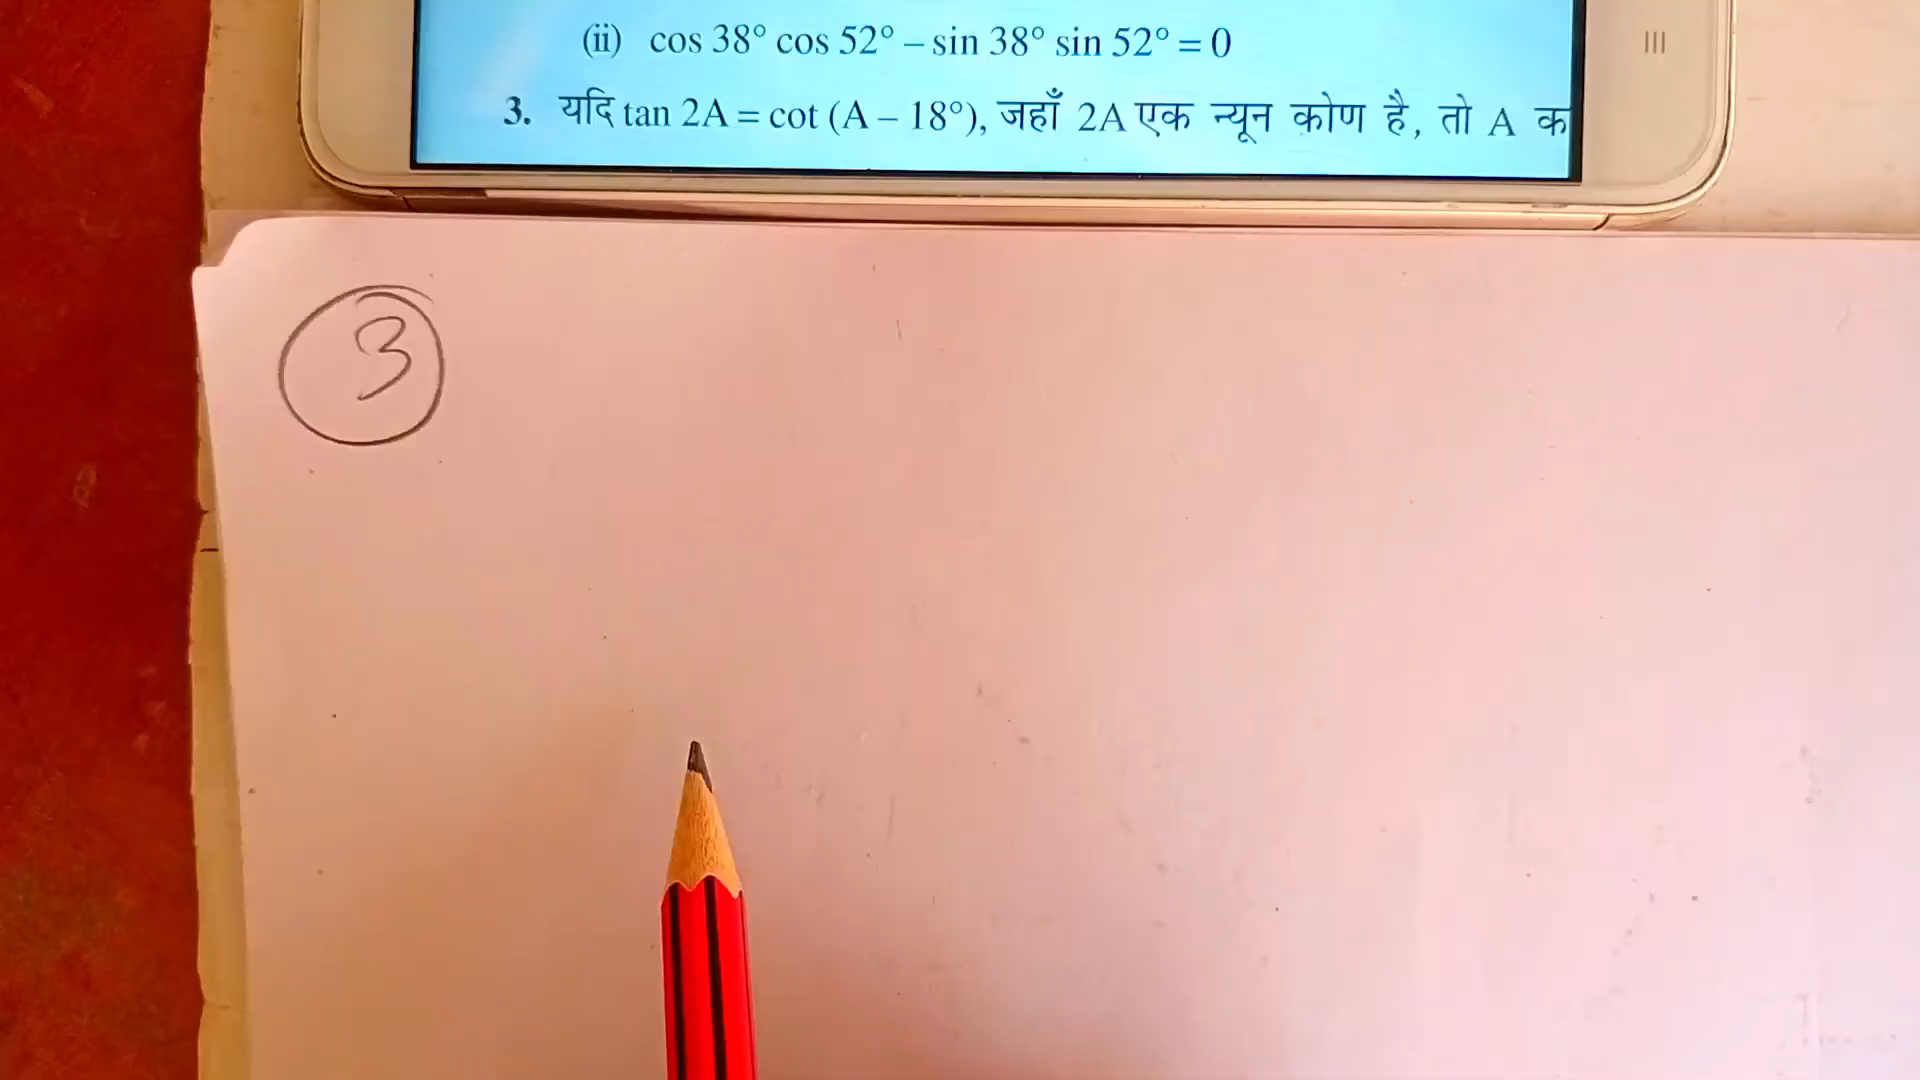 (ii) cos 38° cos 52° – sin 38° sin 52° = 0
3. यदि tan 2A = cot (A – 18°), जहाँ 2A एक न्यून कोण है, तो A क
3